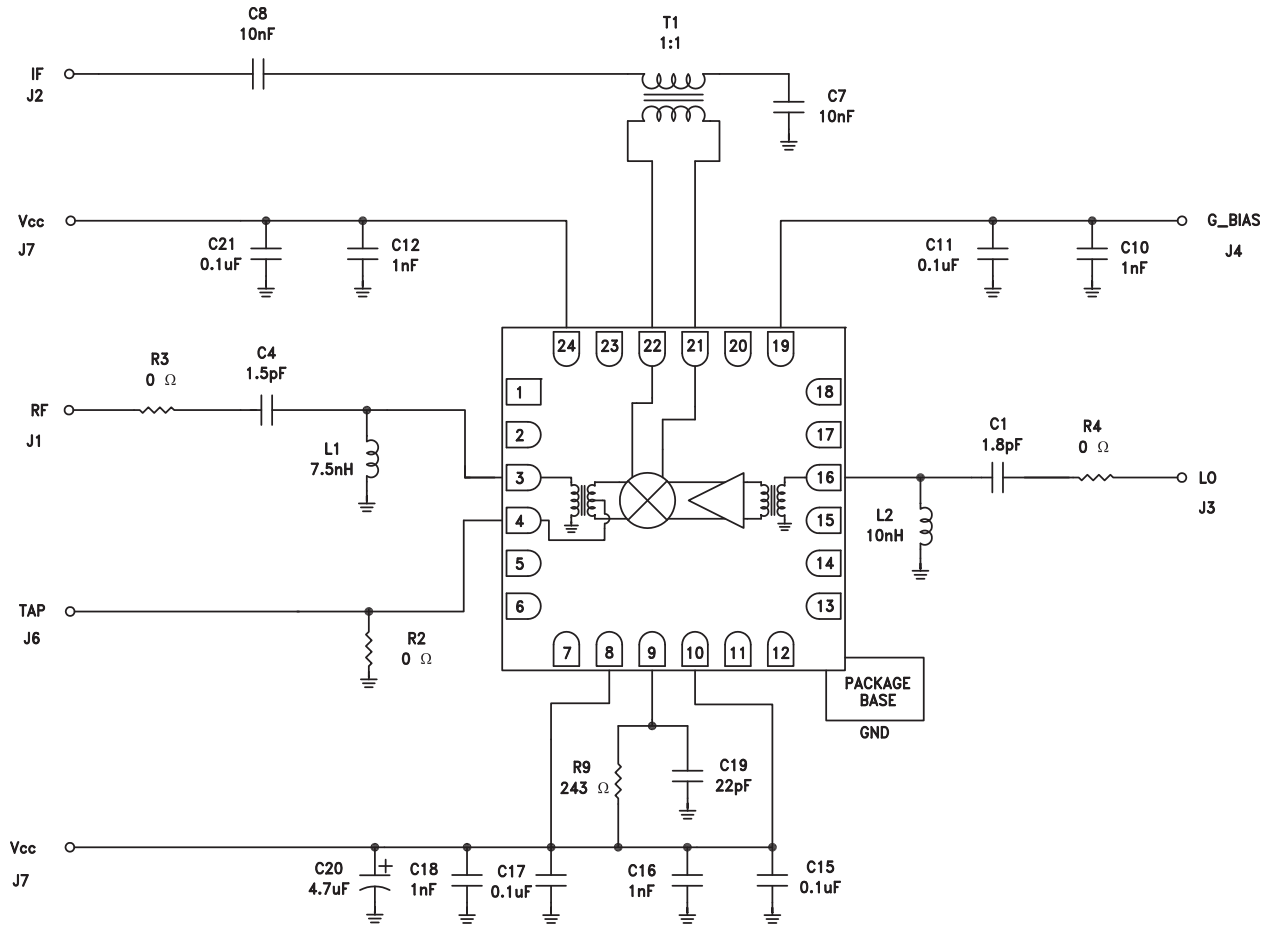 C8
10nF
T1
1:1
IF
J2
C7
10nF
Vcc
J7
C21
0.1uF
C12
1nF
C11
0.1uF
C10
1nF
G_BIAS
J4
24 23 22 21 20 19
R3
0 Ω
C4
1.5pF
RF
J1
L1
7.5nH
1
2
3
4
5
6
18
17
16
15
14
13
C1
1.8pF
R4
0 Ω
LO
J3
L2
10nH
TAP
J6
R2
0 Ω
7 8 9 10 11 12
PACKAGE
BASE
GND
R9
243 Ω
C19
22pF
Vcc
J7
C20
4.7uF
+
C18
1nF
C17
0.1uF
C16
1nF
C15
0.1uF